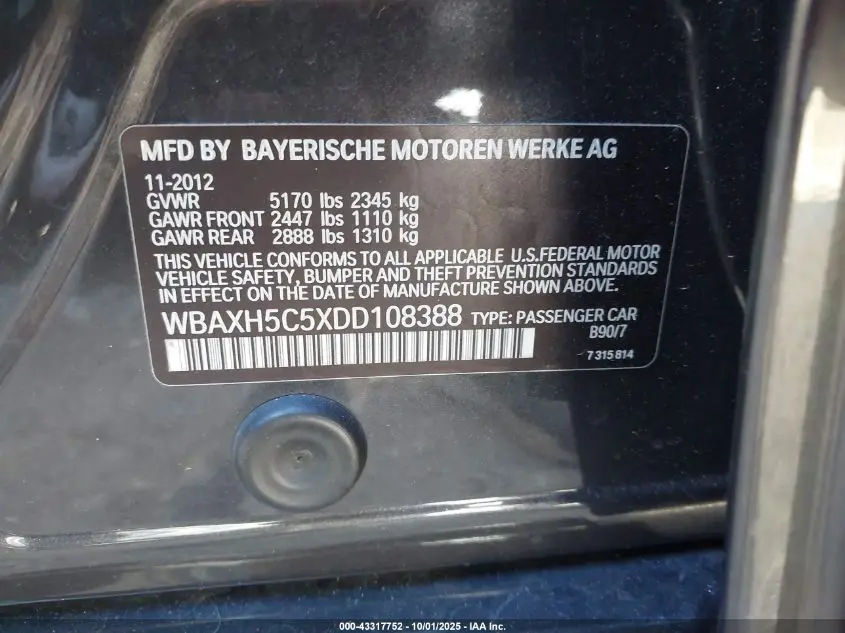 MFD BY BAYERISCHE MOTOREN WERKE AG
11-2012
GVWR 5170 lbs 2345 kg
GAWR FRONT 2447 lbs 1110 kg
GAWR REAR 2888 lbs 1310 kg
THIS VEHICLE CONFORMS TO ALL APPLICABLE U.S.FEDERAL MOTOR
VEHICLE SAFETY, BUMPER AND THEFT PREVENTION STANDARDS
IN EFFECT ON THE DATE OF MANUFACTURE SHOWN ABOVE.
WBAXH5C5XDD108388 TYPE: PASSENGER CAR
B90/7
7 315 814
000-43317752 - 10/01/2025 - IAA Inc.